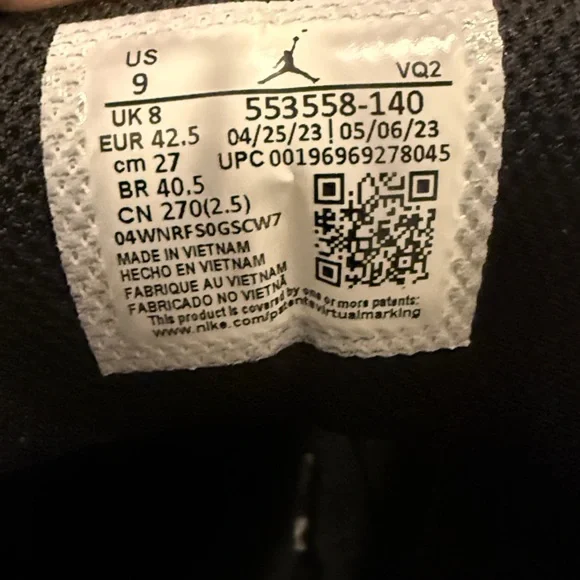 US
9
VQ2
UK 8
553558-140
EUR 42.5
04/25/23 | 05/06/23
cm 27
UPC 00196969278045
BR 40.5
CN 270(2.5)
04WNRFS0GSCW7
MADE IN VIETNAM
HECHO EN VIETNAM
FABRIQUE AU VIETNAM
FABRICADO NO VIETNÃ
This product is covered by one or more patents:
www.nike.com/patentsvirtualmarking